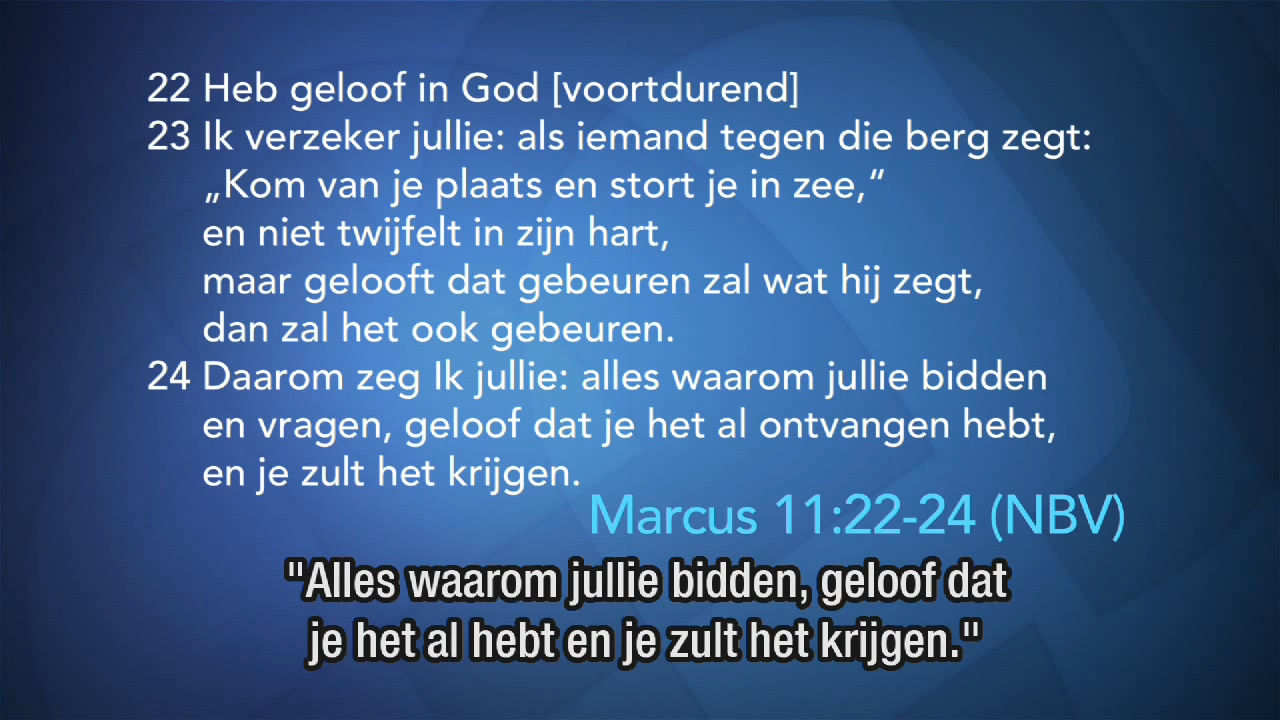 22 Heb geloof in God [voortdurend]
23 Ik verzeker jullie: als iemand tegen die berg zegt:
„Kom van je plaats en stort je in zee,“
en niet twijfelt in zijn hart,
maar gelooft dat gebeuren zal wat hij zegt,
dan zal het ook gebeuren.
24 Daarom zeg Ik jullie: alles waarom jullie bidden
en vragen, geloof dat je het al ontvangen hebt,
en je zult het krijgen.
Marcus 11:22-24 (NBV)
"Alles waarom jullie bidden, geloof dat
je het al hebt en je zult het krijgen."